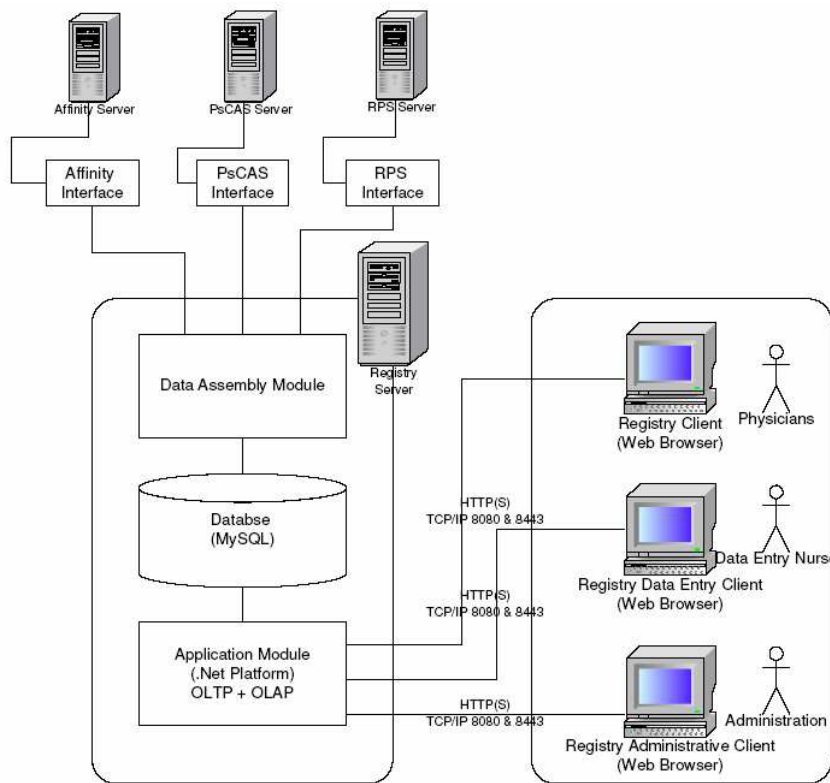 Affinity Server
PsCAS Server
RPS Server
Affinity
Interface
PsCAS
Interface
RPS
Interface
Registry
Server
Data Assembly Module
Databse
(MySQL)
Application Module
(.Net Platform)
OLTP + OLAP
HTTP(S)
TCP/IP 8080 & 8443
HTTP(S)
TCP/IP 8080 & 8443
HTTP(S)
TCP/IP 8080 & 8443
Registry Client
(Web Browser)
Physicians
Registry Data Entry Client
(Web Browser)
Data Entry Nurse
Registry Administrative Client
(Web Browser)
Administration